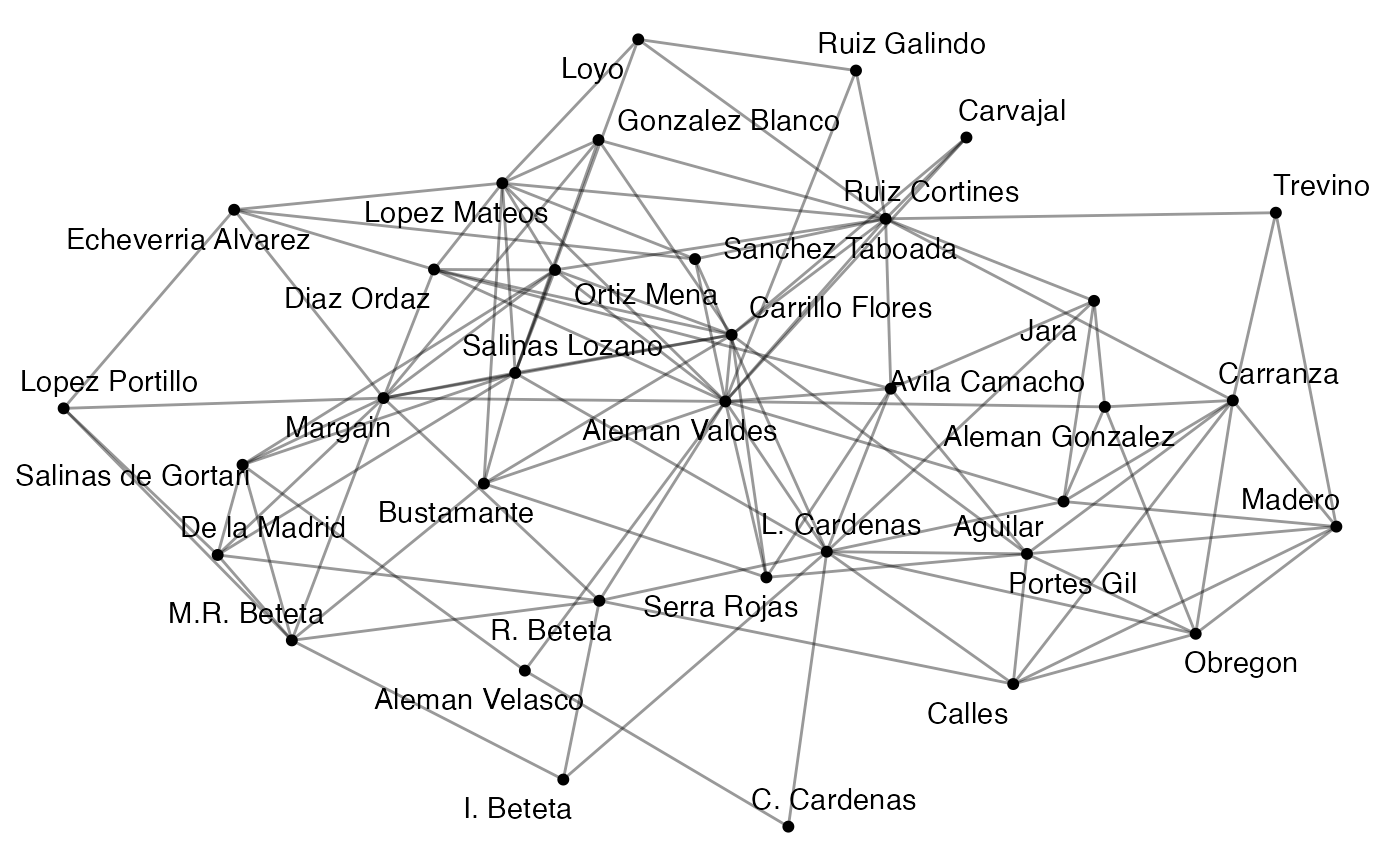 Ruiz Galindo
Loyo
Carvajal
Gonzalez Blanco
Trevino
Ruiz Cortines
Lopez Mateos
Echeverria Alvarez
Sanchez Taboada
Diaz Ordaz
Ortiz Mena
Carrillo Flores
Jara
Salinas Lozano
Carranza
Lopez Portillo
Avila Camacho
Margain
Aleman Valdes
Aleman Gonzalez
Salinas de Gortari
Madero
Bustamante
De la Madrid
L. Cardenas
Aguilar
Portes Gil
M.R. Beteta
Serra Rojas
R. Beteta
Obregon
Aleman Velasco
Calles
C. Cardenas
I. Beteta